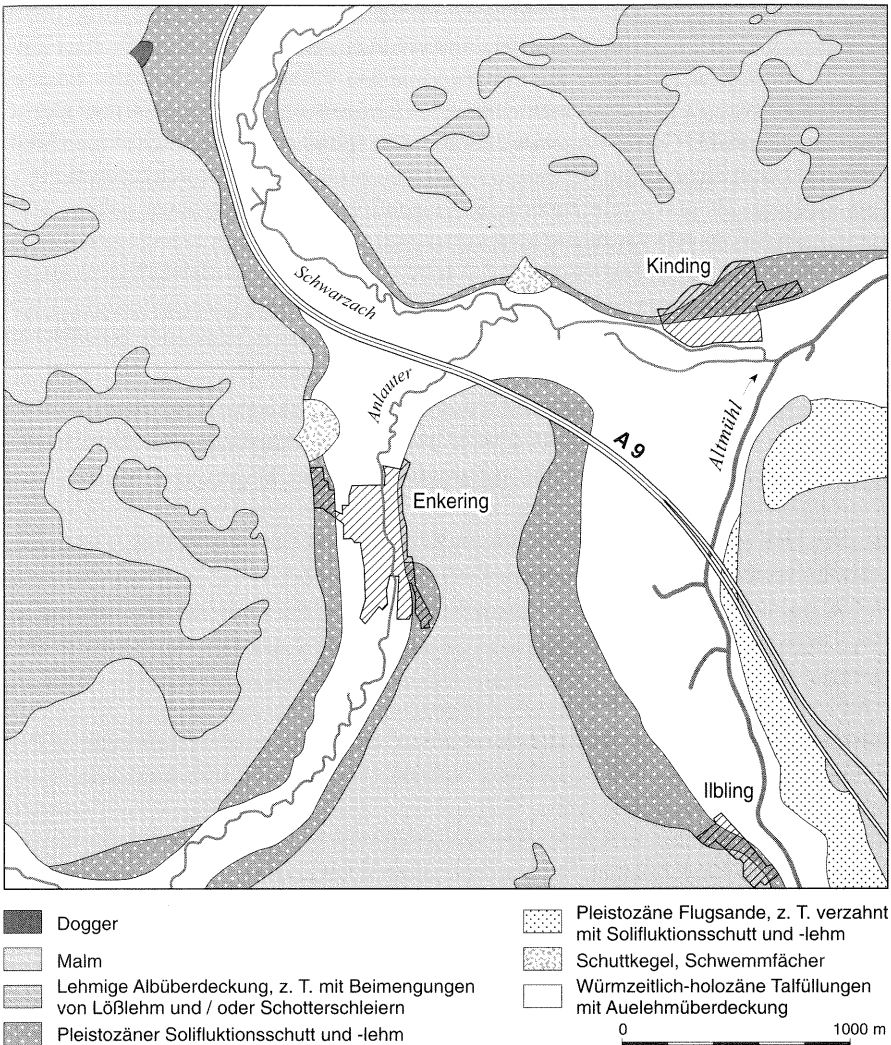 Kinding
Schwarzach
Anlauter
Altmühl
A 9
Enkering
Ilbling
Dogger
Malm
Lehmige Albüberdeckung, z. T. mit Beimengungen
von Lößlehm und / oder Schotterschleiern
Pleistozäner Solifluktionsschutt und -lehm
Pleistozäne Flugsande, z. T. verzahnt
mit Solifluktionsschutt und -lehm
Schuttkegel, Schwemmfächer
Würmzeitlich-holozäne Talfüllungen
mit Auelehmüberdeckung
0 1000 m